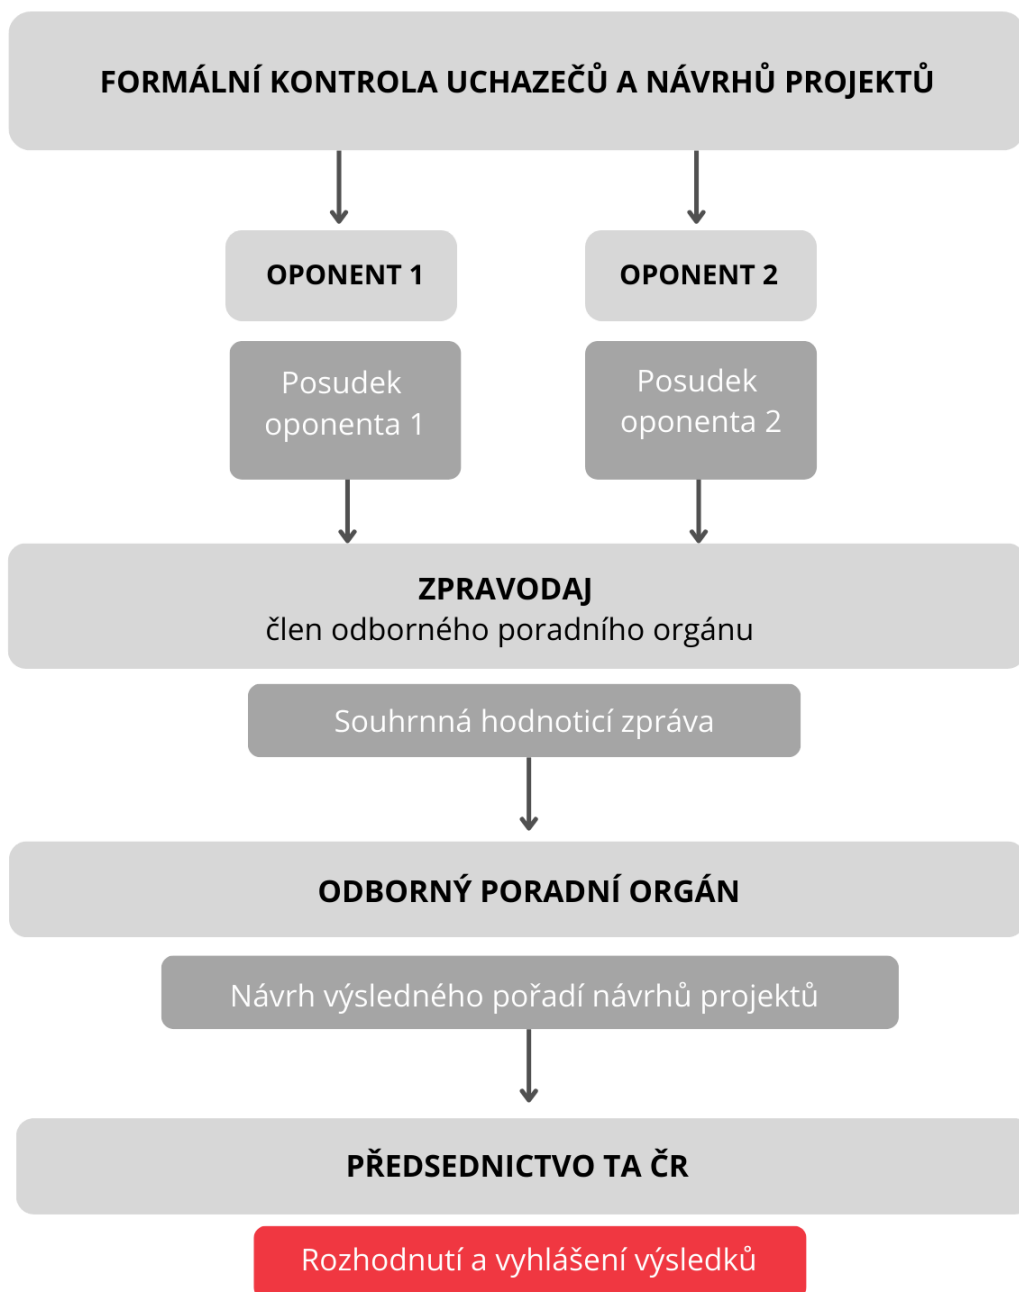 FORMÁLNÍ KONTROLA UCHAZEČŮ A NÁVRHŮ PROJEKTŮ
OPONENT 1
OPONENT 2
Posudek
oponenta 1
Posudek
oponenta 2
ZPRAVODAJ
člen odborného poradního orgánu
Souhrnná hodnoticí zpráva
ODBORNÝ PORADNÍ ORGÁN
Návrh výsledného pořadí návrhů projektů
PŘEDSEDNICTVO TA ČR
Rozhodnutí a vyhlášení výsledků